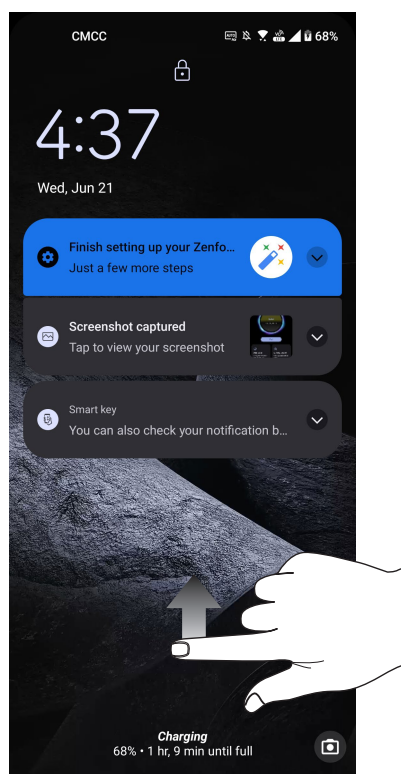 CMCC
68%
4:37
Wed, Jun 21
Finish setting up your Zenfo...
Just a few more steps
Screenshot captured
Tap to view your screenshot
Smart key
You can also check your notification b...
Charging
68% • 1 hr, 9 min until full